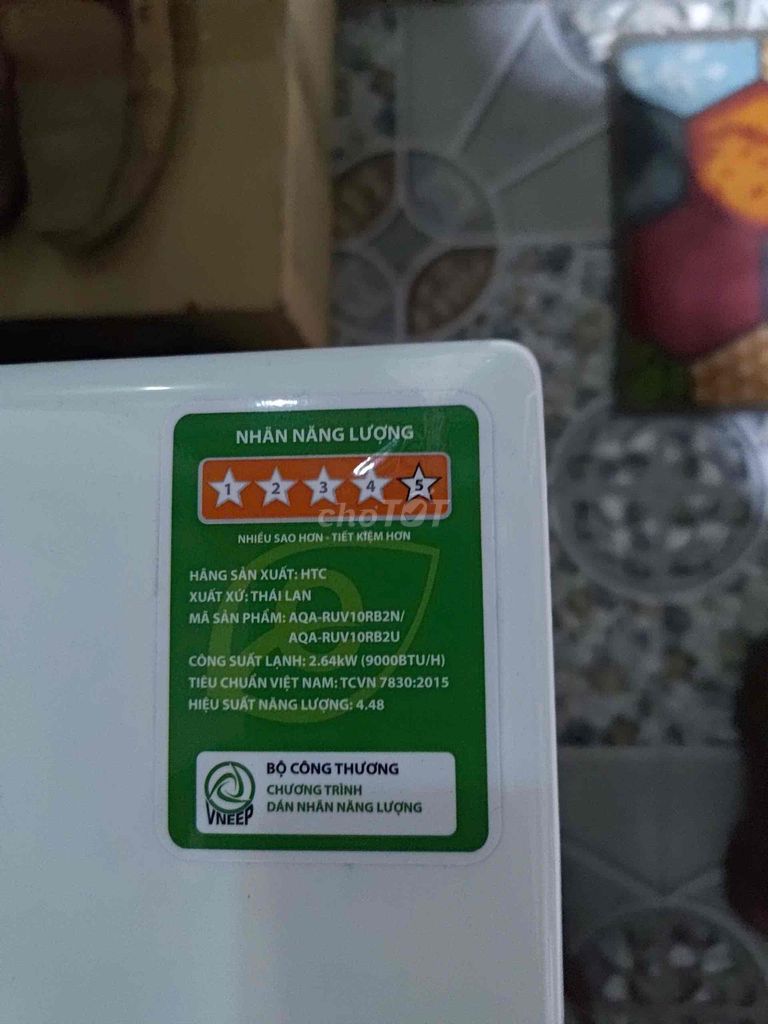 NHÃN NĂNG LƯỢNG
1 2 3 4 5
chợTỐT
NHIỀU SAO HƠN - TIẾT KIỆM HƠN
HÃNG SẢN XUẤT: HTC
XUẤT XỨ: THÁI LAN
MÃ SẢN PHẨM: AQA-RUV10RB2N/
AQA-RUV10RB2U
CÔNG SUẤT LẠNH: 2.64kW (9000BTU/H)
TIÊU CHUẨN VIỆT NAM: TCVN 7830:2015
HIỆU SUẤT NĂNG LƯỢNG: 4.48
BỘ CÔNG THƯƠNG
CHƯƠNG TRÌNH
DÁN NHÃN NĂNG LƯỢNG
VNEEP